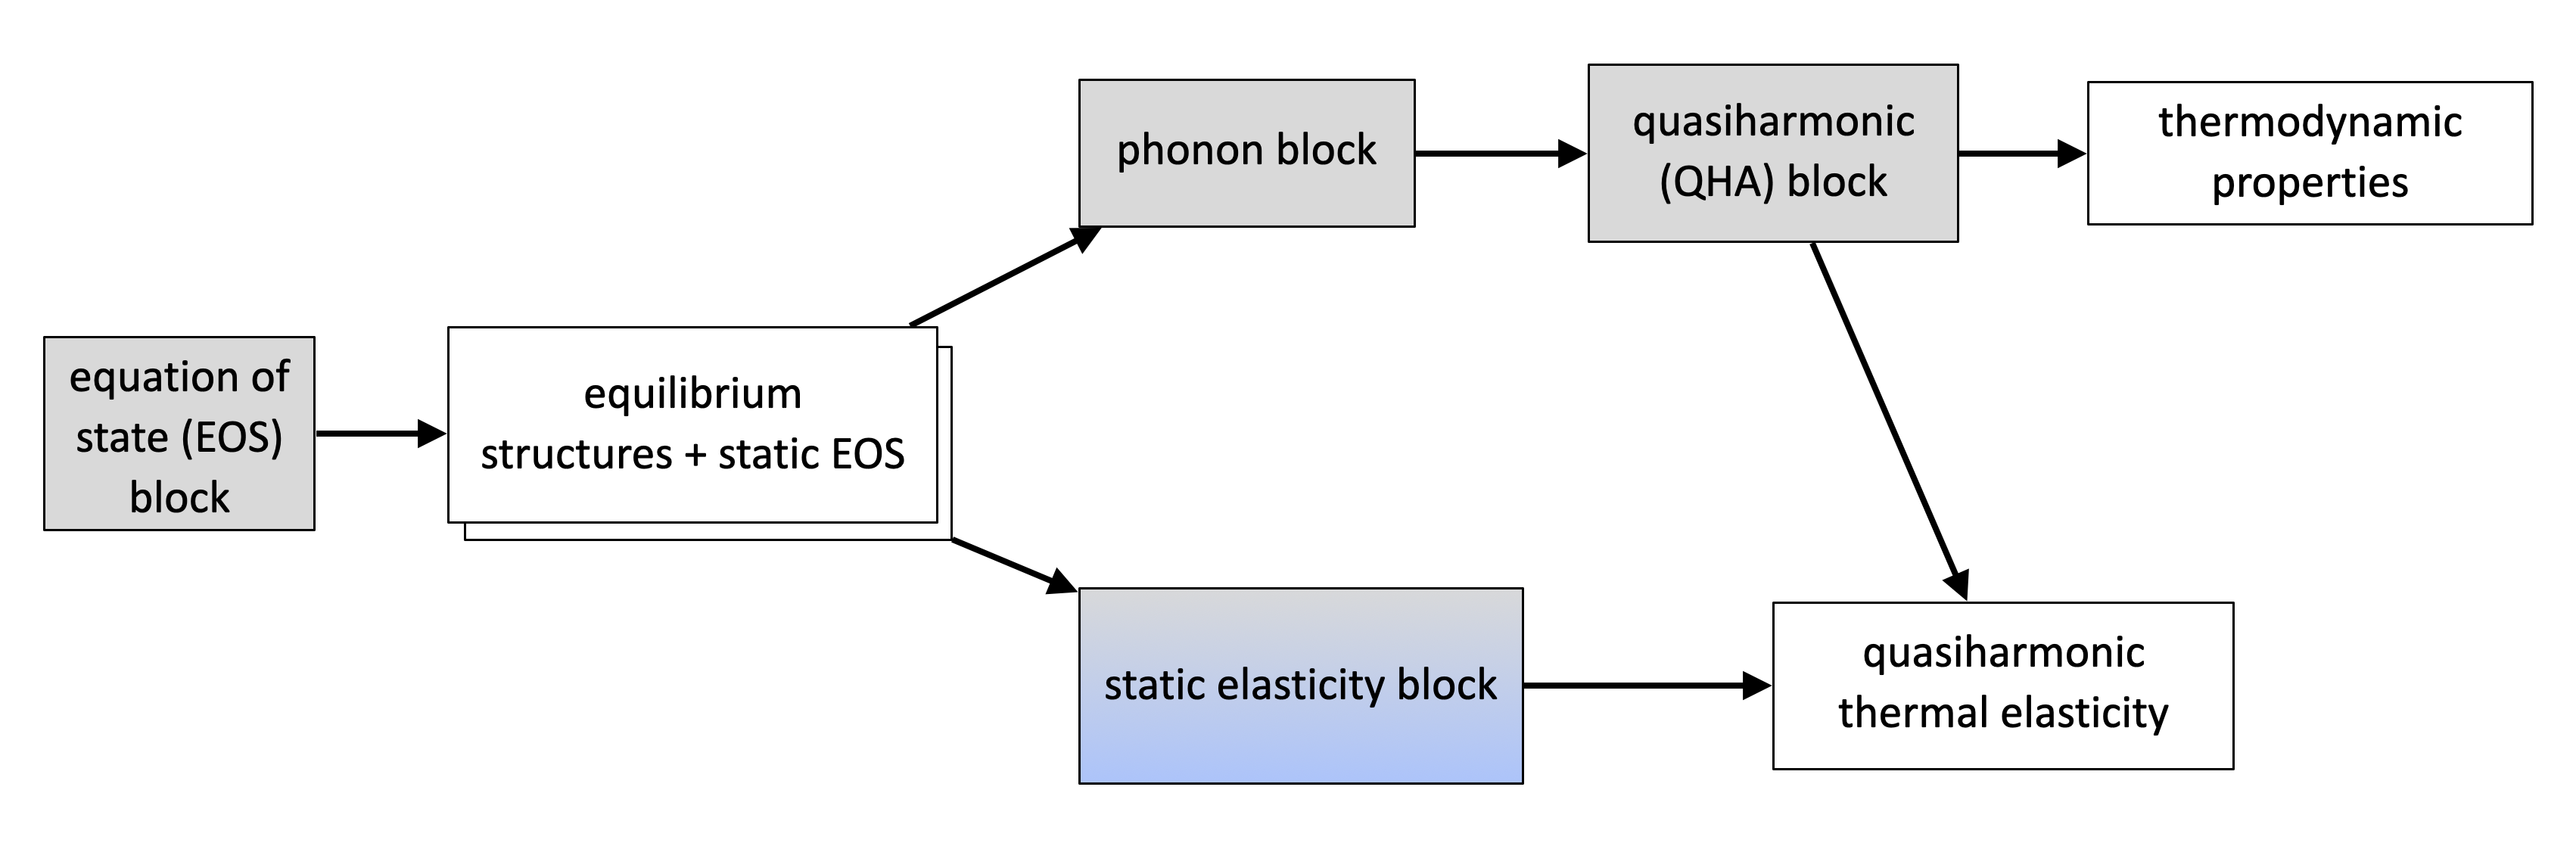 equation of
state (EOS)
block
equilibrium
structures + static EOS
phonon block
quasiharmonic
(QHA) block
thermodynamic
properties
static elasticity block
quasiharmonic
thermal elasticity